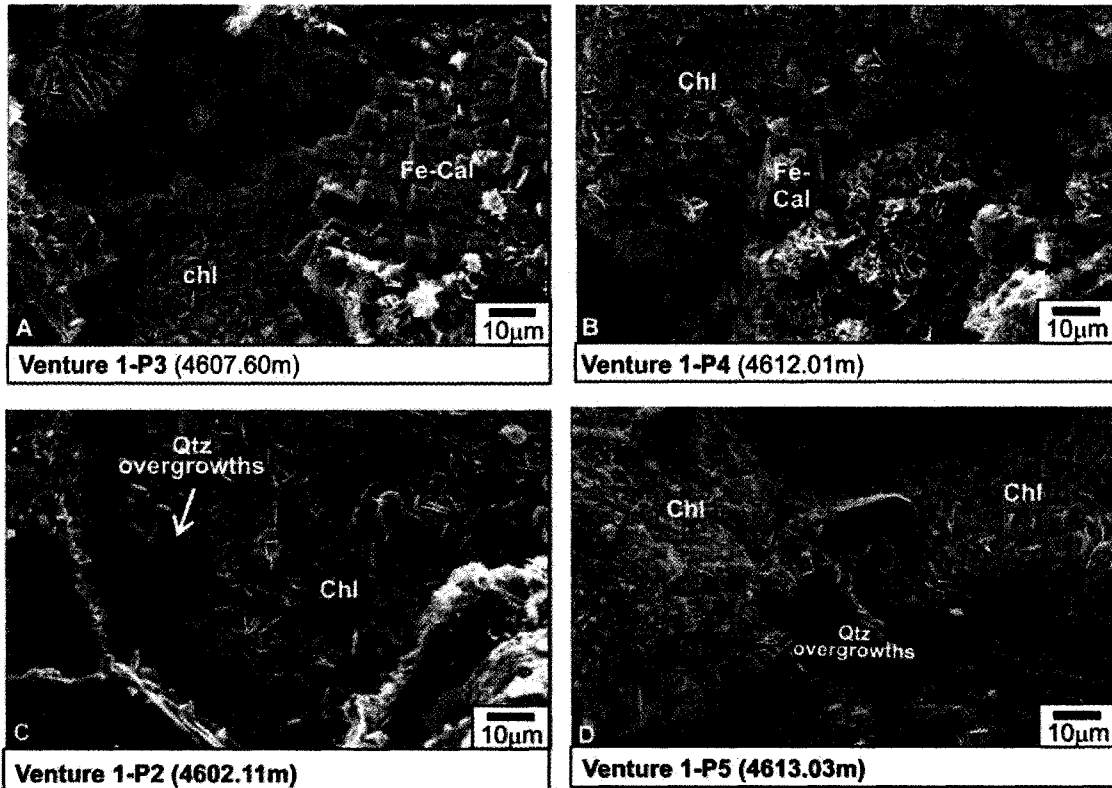 Fe-Cal
chl
A
10μm
Venture 1-P3 (4607.60m)
Chl
Fe-
Cal
B
10μm
Venture 1-P4 (4612.01m)
Qtz
overgrowths
Chl
C
10μm
Venture 1-P2 (4602.11m)
Chl
Chl
Qtz
overgrowths
D
10μm
Venture 1-P5 (4613.03m)